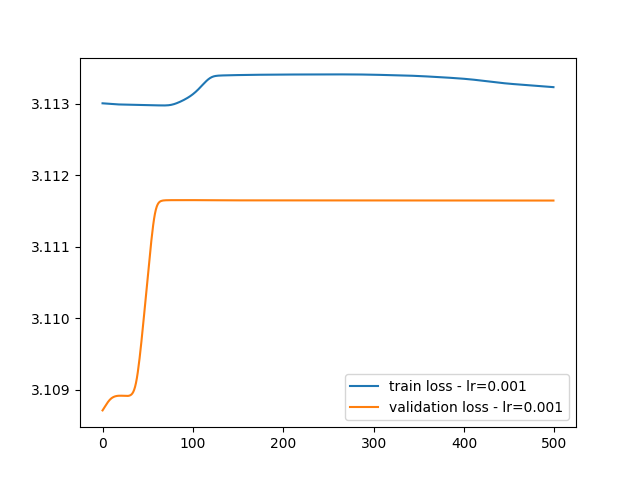 3.113
3.112
3.111
3.110
3.109
0 100 200 300 400 500
train loss - lr=0.001
validation loss - lr=0.001